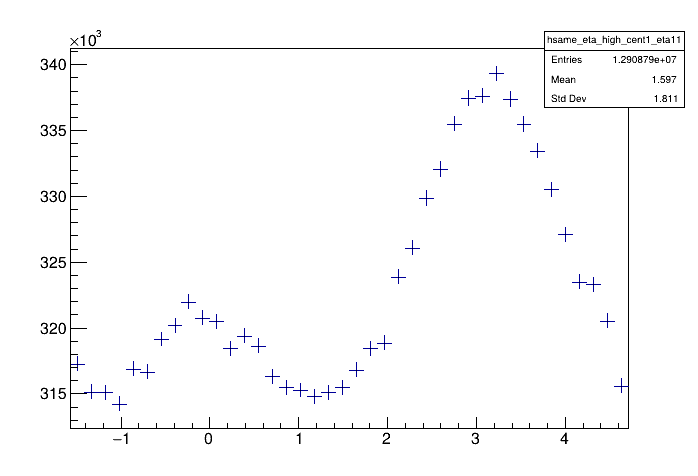 ×10³
hsame_eta_high_cent1_eta11
Entries 1.290879e+07
Mean 1.597
Std Dev 1.811
340
335
330
325
320
315
−1 0 1 2 3 4